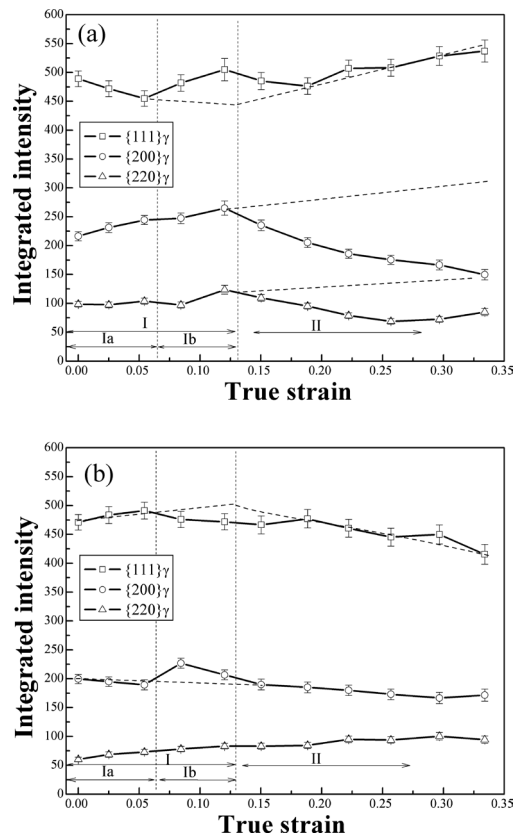 (a)
600
550
500
450
400
350
300
250
200
150
100
50
0
Integrated intensity
{111}γ
{200}γ
{220}γ
I
II
Ia
Ib
0.00 0.05 0.10 0.15 0.20 0.25 0.30 0.35
True strain
(b)
600
550
500
450
400
350
300
250
200
150
100
50
0
Integrated intensity
{111}γ
{200}γ
{220}γ
I
II
Ia
Ib
0.00 0.05 0.10 0.15 0.20 0.25 0.30 0.35
True strain